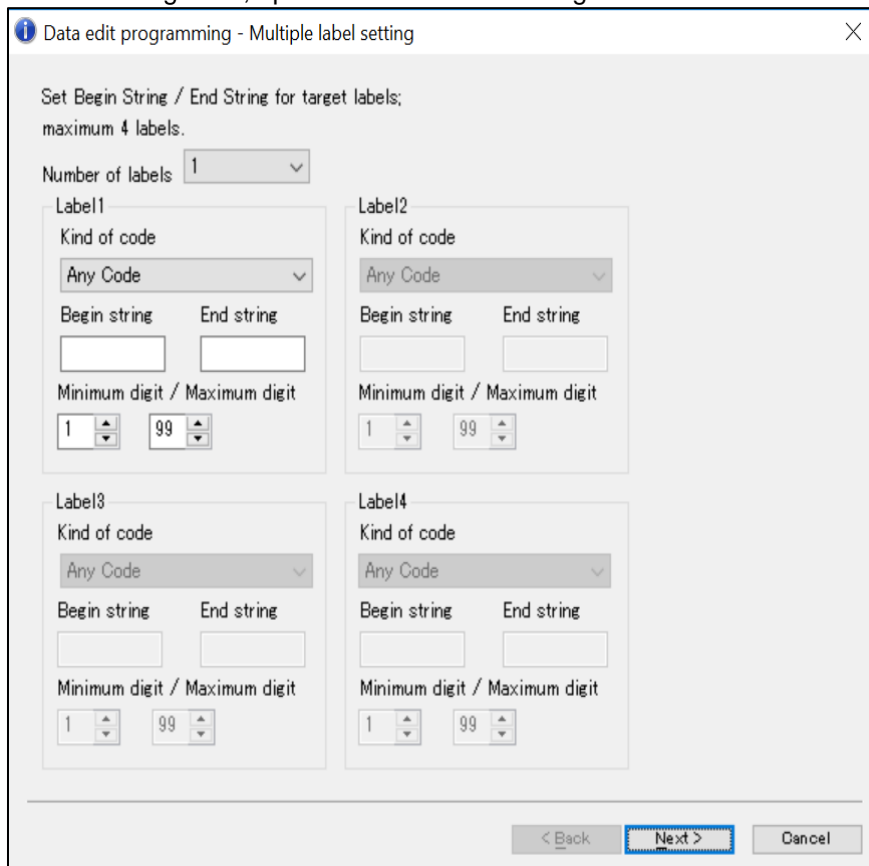 Data edit programming - Multiple label setting
Set Begin String / End String for target labels;
maximum 4 labels.
Number of labels 1
Label1
Kind of code
Any Code
Begin string End string
Minimum digit / Maximum digit
1 99
Label2
Kind of code
Any Code
Begin string End string
Minimum digit / Maximum digit
1 99
Label3
Kind of code
Any Code
Begin string End string
Minimum digit / Maximum digit
1 99
Label4
Kind of code
Any Code
Begin string End string
Minimum digit / Maximum digit
1 99
< Back Next > Cancel